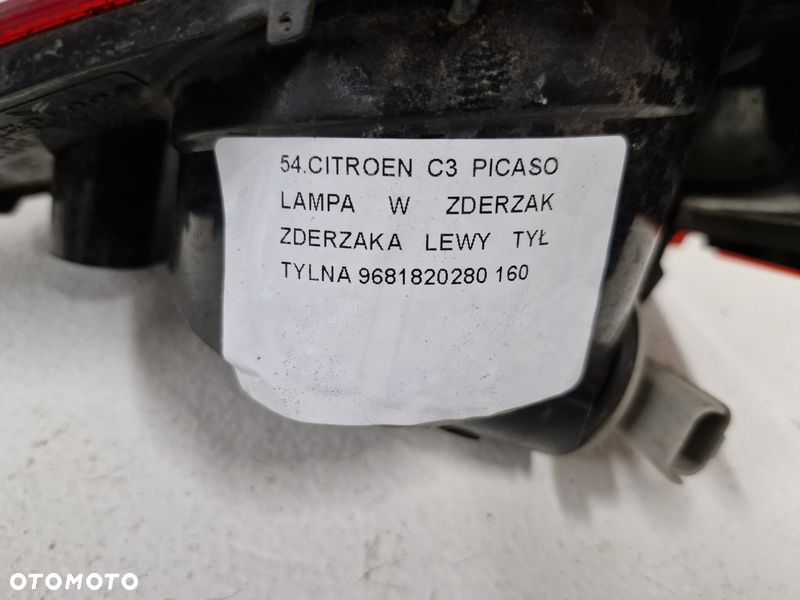 54.CITROEN C3 PICASO
LAMPA W ZDERZAK
ZDERZAKA LEWY TYŁ
TYLNA 9681820280 160
OTOMOTO